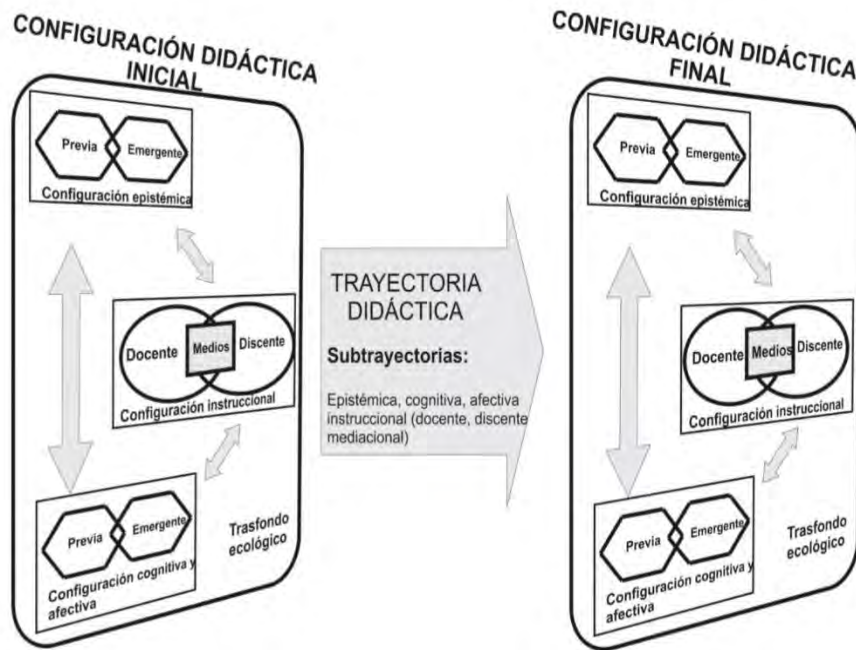 CONFIGURACIÓN DIDÁCTICA
INICIAL
Previa
Emergente
Configuración epistémica
Docente
Medios
Discente
Configuración instruccional
Previa
Emergente
Configuración cognitiva y
afectiva
Trasfondo
ecológico
TRAYECTORIA
DIDÁCTICA
Subtrayectorias:
Epistémica, cognitiva, afectiva
instruccional (docente, discente
mediacional)
CONFIGURACIÓN DIDÁCTICA
FINAL
Previa
Emergente
Configuración epistémica
Docente
Medios
Discente
Configuración instruccional
Previa
Emergente
Configuración cognitiva y
afectiva
Trasfondo
ecológico